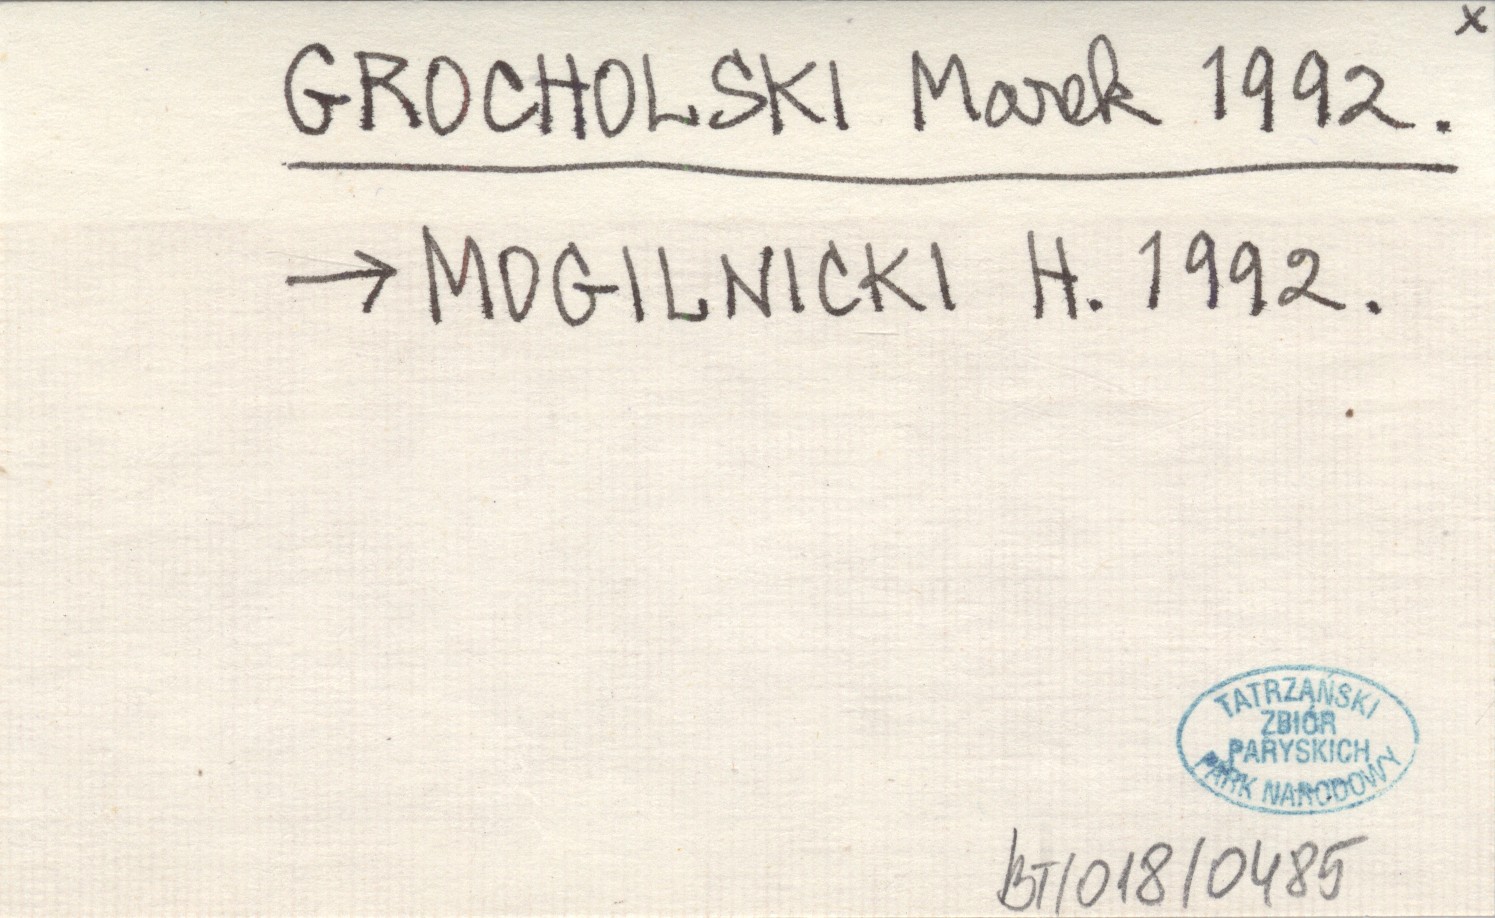 x
GROCHOLSKI Marek 1992.
→ MOGILNICKI H. 1992.
TATRZAŃSKI
ZBIÓR
PARYSKICH
PARK NARODOWY
BT/018/0485